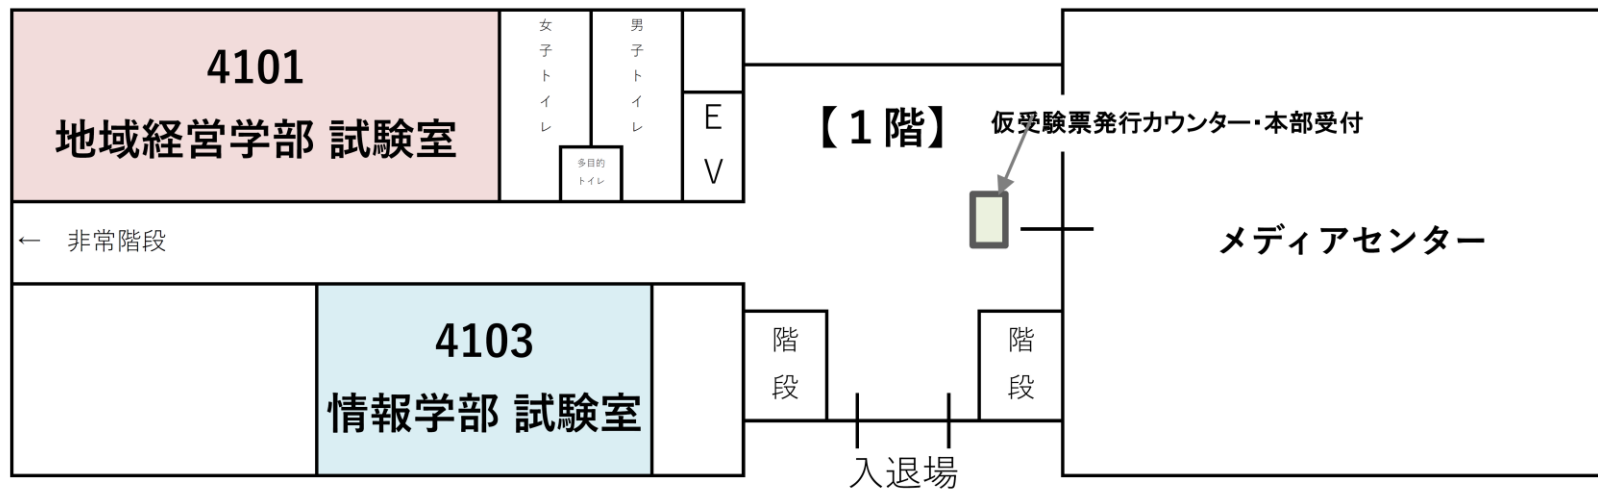 4101
地域経営学部 試験室
女子トイレ
男子トイレ
多目的
トイレ
EV
【1階】
仮受験票発行カウンター・本部受付
← 非常階段
メディアセンター
4103
情報学部 試験室
階段
階段
入退場